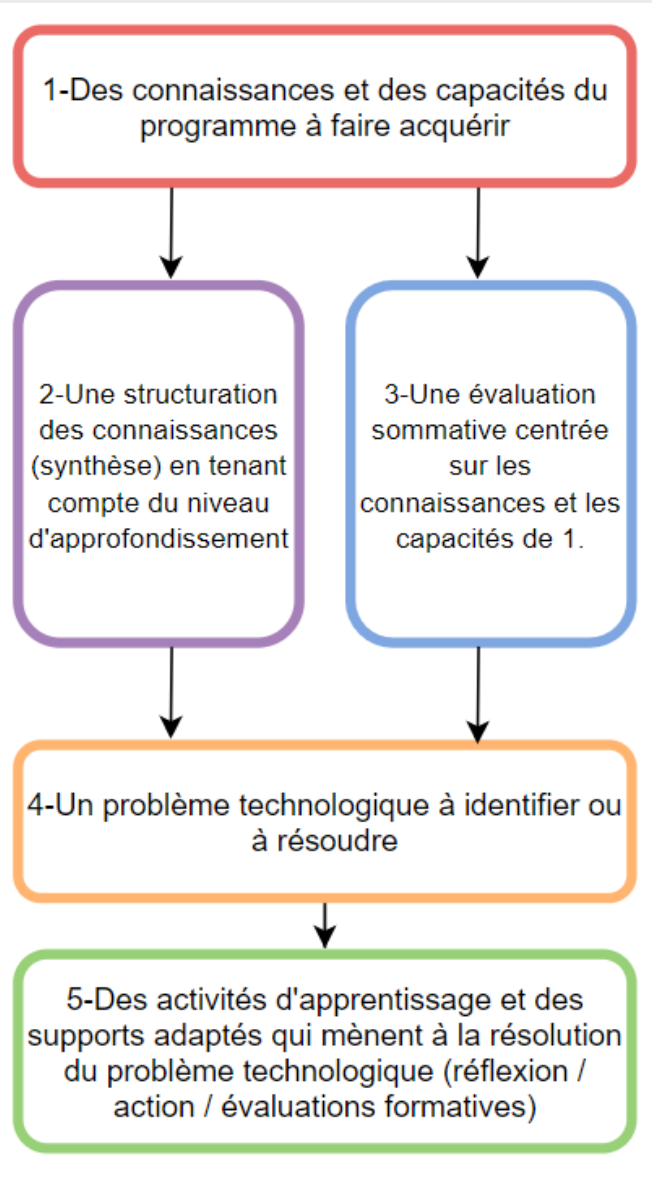 1-Des connaissances et des capacités du
programme à faire acquérir
2-Une structuration
des connaissances
(synthèse) en tenant
compte du niveau
d'approfondissement
3-Une évaluation
sommative centrée
sur les
connaissances et les
capacités de 1.
4-Un problème technologique à identifier ou
à résoudre
5-Des activités d'apprentissage et des
supports adaptés qui mènent à la résolution
du problème technologique (réflexion /
action / évaluations formatives)